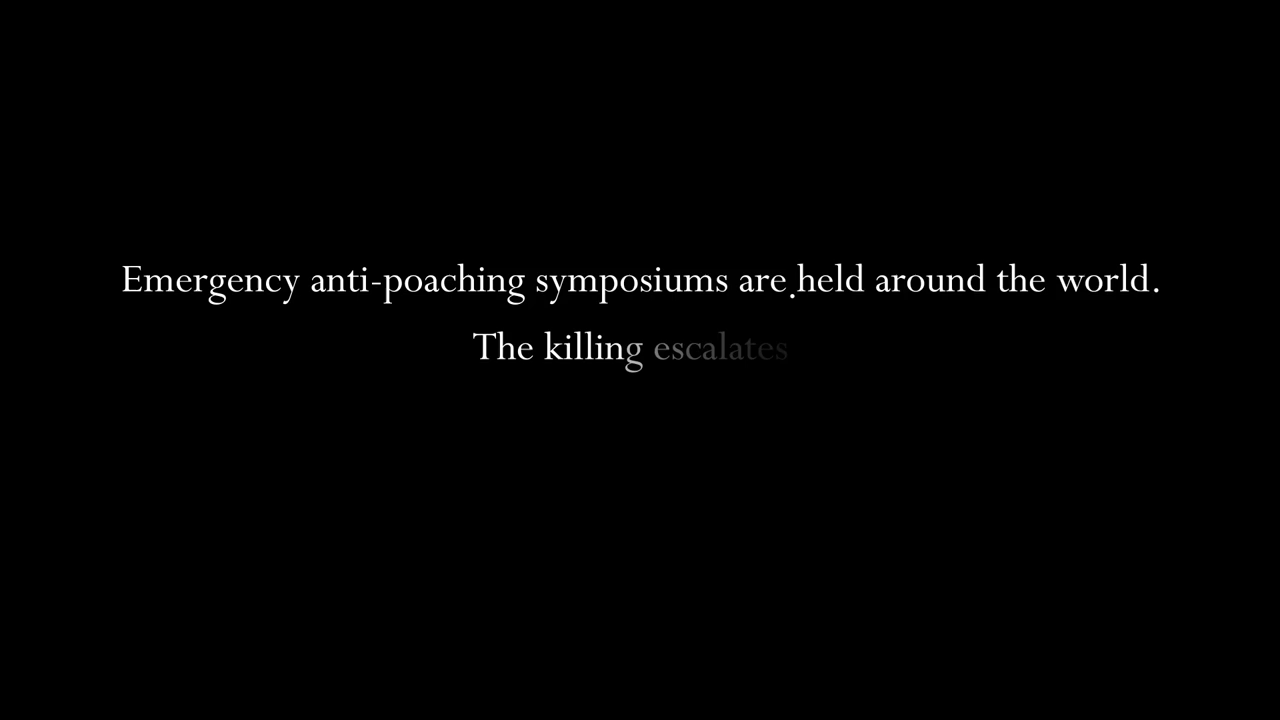 Emergency anti-poaching symposiums are held around the world.
The killing escalates